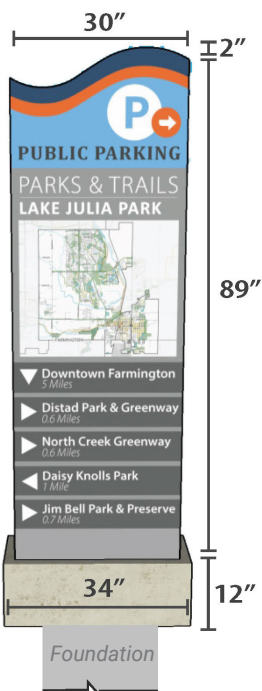 30"
2"
P
PUBLIC PARKING
PARKS & TRAILS
LAKE JULIA PARK
89"
FARMINGTON
Downtown Farmington
5 Miles
Distad Park & Greenway
0.6 Miles
North Creek Greenway
0.6 Miles
Daisy Knolls Park
1 Mile
Jim Bell Park & Preserve
0.7 Miles
34"
12"
Foundation